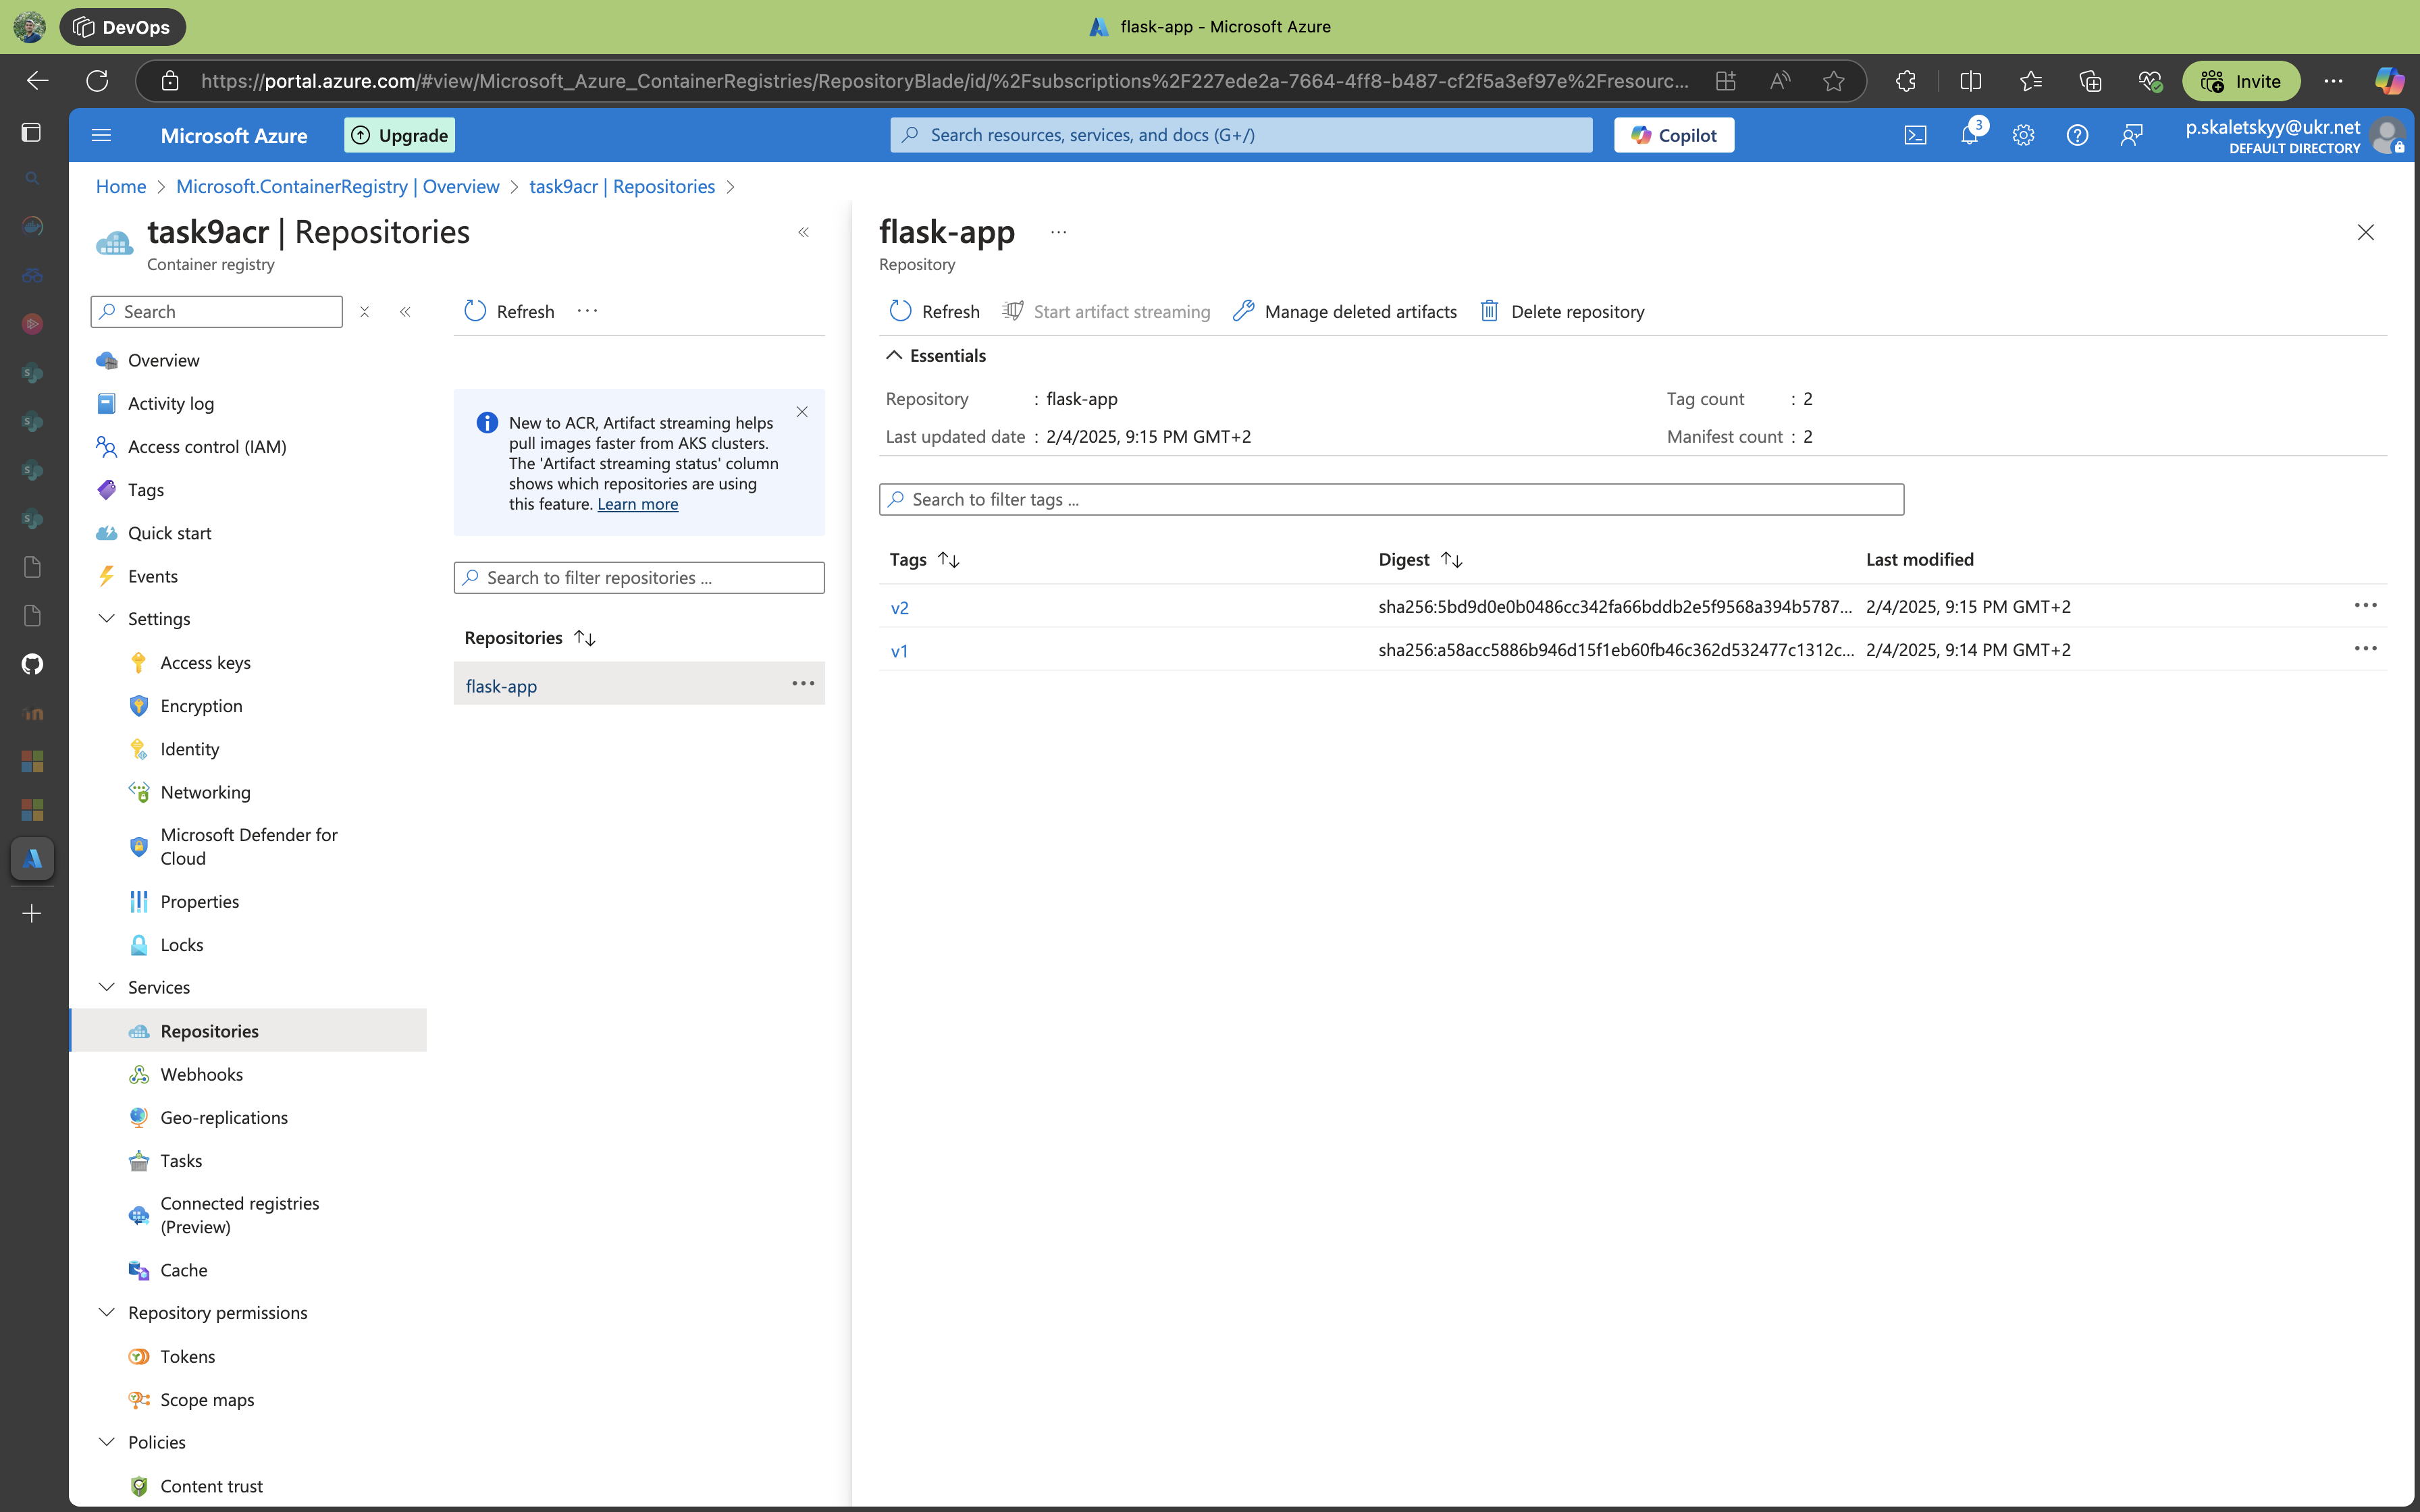 DevOps
flask-app - Microsoft Azure
https://portal.azure.com/#view/Microsoft_Azure_ContainerRegistries/RepositoryBlade/id/%2Fsubscriptions%2F227ede2a-7664-4ff8-b487-cf2f5a3ef97e%2Fresourc...
Invite
Microsoft Azure
Upgrade
Search resources, services, and docs (G+/)
Copilot
3
p.skaletskyy@ukr.net
DEFAULT DIRECTORY
Home > Microsoft.ContainerRegistry | Overview > task9acr | Repositories >
task9acr | Repositories
Container registry
Search
Overview
Activity log
Access control (IAM)
Tags
Quick start
Events
Settings
Access keys
Encryption
Identity
Networking
Microsoft Defender for
Cloud
Properties
Locks
Services
Repositories
Webhooks
Geo-replications
Tasks
Connected registries
(Preview)
Cache
Repository permissions
Tokens
Scope maps
Policies
Content trust
Refresh
New to ACR, Artifact streaming helps
pull images faster from AKS clusters.
The 'Artifact streaming status' column
shows which repositories are using
this feature. Learn more
Search to filter repositories ...
Repositories
flask-app
flask-app
Repository
Refresh
Start artifact streaming
Manage deleted artifacts
Delete repository
Essentials
Repository : flask-app
Tag count : 2
Last updated date : 2/4/2025, 9:15 PM GMT+2
Manifest count : 2
Search to filter tags ...
Tags Digest Last modified
v2 sha256:5bd9d0e0b0486cc342fa66bddb2e5f9568a394b5787... 2/4/2025, 9:15 PM GMT+2
v1 sha256:a58acc5886b946d15f1eb60fb46c362d532477c1312c... 2/4/2025, 9:14 PM GMT+2